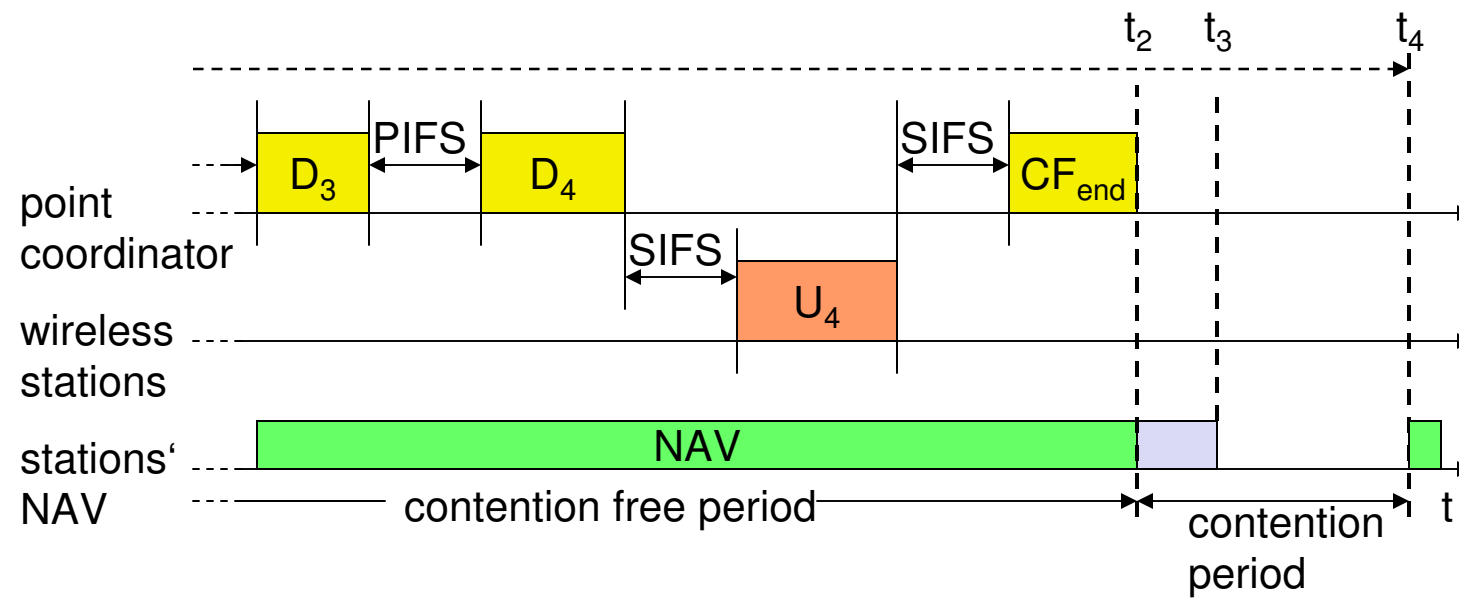 t2 t3 t4
D3 PIFS D4 SIFS CFend
point
coordinator
SIFS
U4
wireless
stations
NAV
stations‘
NAV
contention free period
t
contention
period